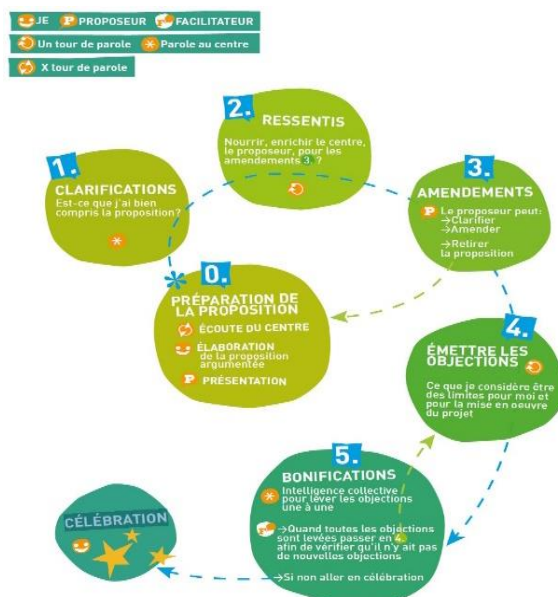 JE P PROPOSEUR FACILITATEUR
Un tour de parole Parole au centre
X tour de parole
2.
RESSENTIS
Nourrir, enrichir le centre,
le proposeur, pour les
amendements 3. ?
1.
CLARIFICATIONS
Est-ce que j'ai bien
compris la proposition?
3.
AMENDEMENTS
P Le proposeur peut:
→Clarifier
→Amender
→Retirer
la proposition
0.
PRÉPARATION DE
LA PROPOSITION
ÉCOUTE DU CENTRE
ÉLABORATION
de la proposition
argumentée
P PRÉSENTATION
4.
ÉMETTRE LES
OBJECTIONS
Ce que je considère être
des limites pour moi et
pour la mise en oeuvre
du projet
5.
BONIFICATIONS
Intelligence collective
pour lever les objections
une à une
→Quand toutes les objections
sont levées passer en 4.
afin de vérifier qu'il n'y ait pas
de nouvelles objections
→Si non aller en célébration
CÉLÉBRATION